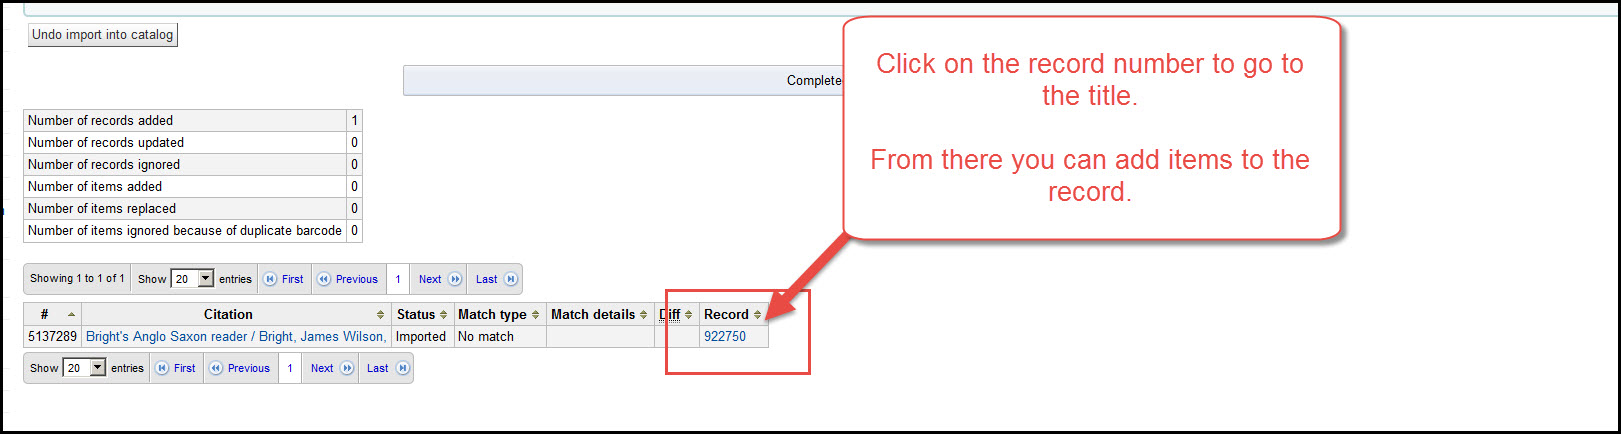 Undo import into catalog
Complete
Click on the record number to go to
the title.
From there you can add items to the
record.
Number of records added 1
Number of records updated 0
Number of records ignored 0
Number of items added 0
Number of items replaced 0
Number of items ignored because of duplicate barcode 0
Showing 1 to 1 of 1 Show 20 entries First Previous 1 Next Last
# Citation Status Match type Match details Diff Record
5137289 Bright's Anglo Saxon reader / Bright, James Wilson, Imported No match 922750
Show 20 entries First Previous 1 Next Last